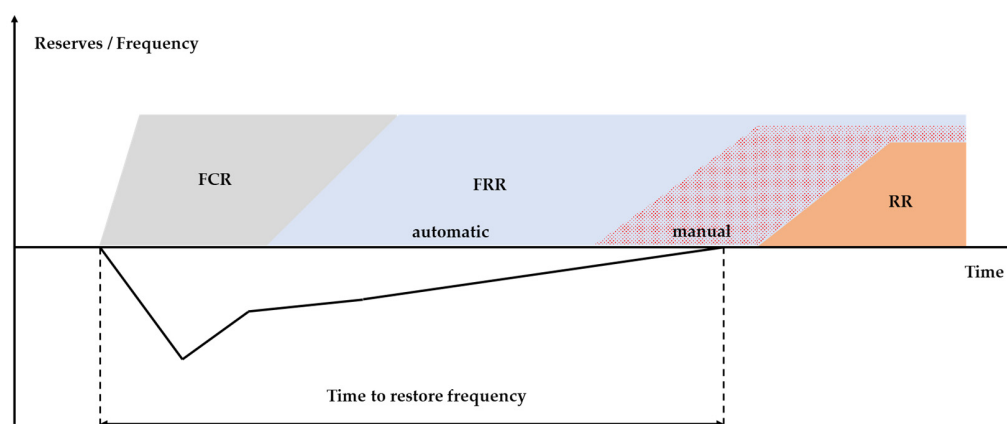 Reserves / Frequency
FCR
FRR
RR
automatic
manual
Time
Time to restore frequency